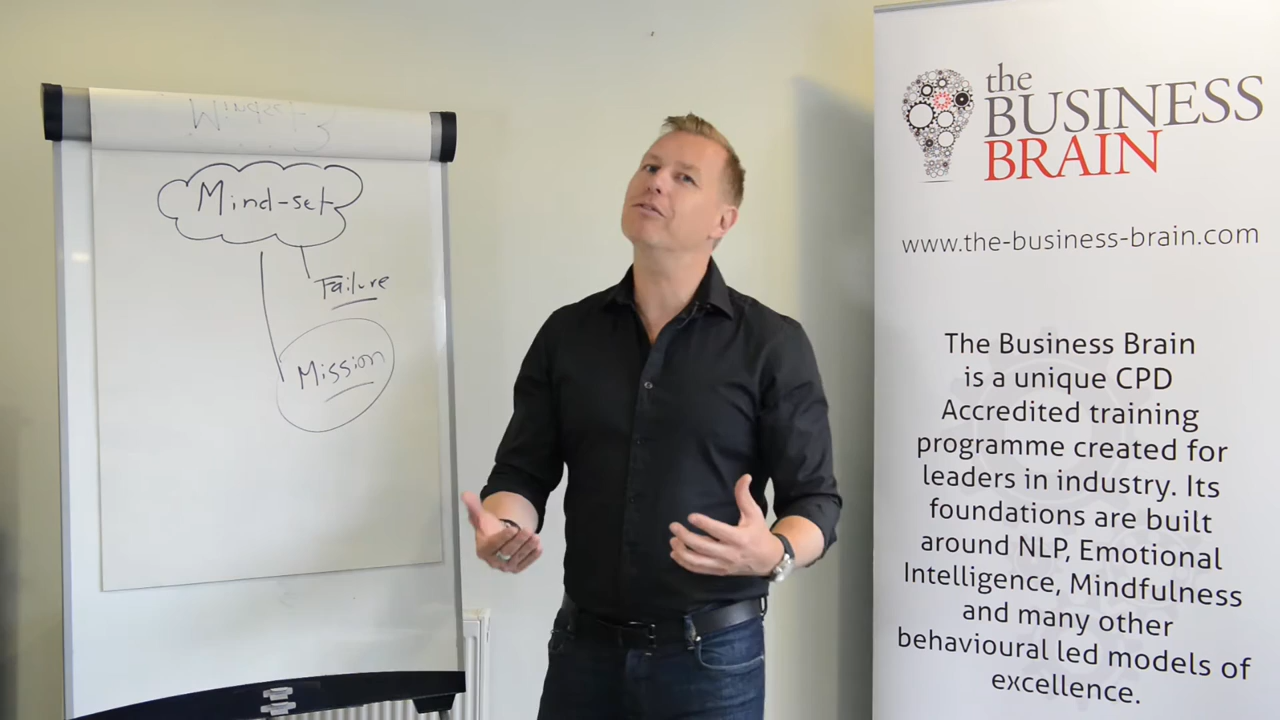 Mind-set
Failure
Mission
the
BUSINESS
BRAIN
www.the-business-brain.com
The Business Brain
is a unique CPD
Accredited training
programme created for
leaders in industry. Its
foundations are built
around NLP, Emotional
Intelligence, Mindfulness
and many other
behavioural led models of
excellence.